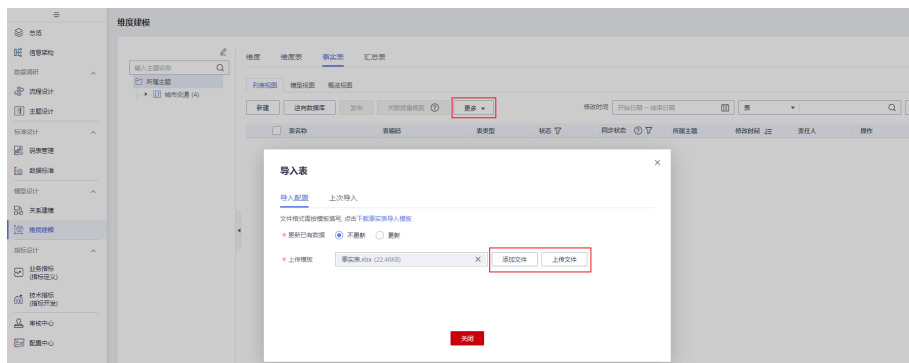 维度建模
总览
信息架构
数据调研
流程设计
主题设计
标准设计
码表管理
数据标准
模型设计
关系建模
维度建模
指标设计
业务指标
(指标定义)
技术指标
(指标开发)
审核中心
配置中心
输入主题名称
所属主题
城市交通 (4)
维度 维度表 事实表 汇总表
列表视图 模型视图 概览视图
新建 逆向数据库 发布 关联质量规则 更多 修改时间 开始日期 - 结束日期 表
表名称 表编码 表类型 状态 同步状态 所属主题 修改时间 责任人 操作
导入表
导入配置 上次导入
文件格式需按模板填写, 点击下载事实表导入模板
* 更新已有数据 不更新 更新
* 上传模板 事实表.xlsx (22.46KB) 添加文件 上传文件
关闭